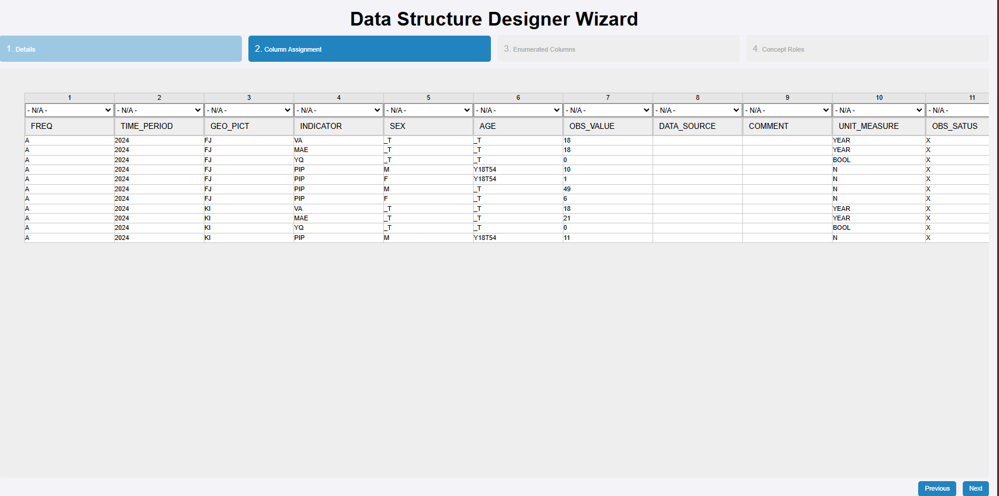 Data Structure Designer Wizard
1. Details 2. Column Assignment 3. Enumerated Columns 4. Concept Roles
1 2 3 4 5 6 7 8 9 10 11
- N/A - - N/A - - N/A - - N/A - - N/A - - N/A - - N/A - - N/A - - N/A - - N/A - - N/A -
FREQ TIME_PERIOD GEO_PICT INDICATOR SEX AGE OBS_VALUE DATA_SOURCE COMMENT UNIT_MEASURE OBS_SATUS
A 2024 FJ VA _T _T 18 YEAR X
A 2024 FJ MAE _T _T 18 YEAR X
A 2024 FJ YQ _T _T 0 BOOL X
A 2024 FJ PIP M Y18T54 10 N X
A 2024 FJ PIP F Y18T54 1 N X
A 2024 FJ PIP M _T 49 N X
A 2024 FJ PIP F _T 6 N X
A 2024 KI VA _T _T 18 YEAR X
A 2024 KI MAE _T _T 21 YEAR X
A 2024 KI YQ _T _T 0 BOOL X
A 2024 KI PIP M Y18T54 11 N X
Previous Next